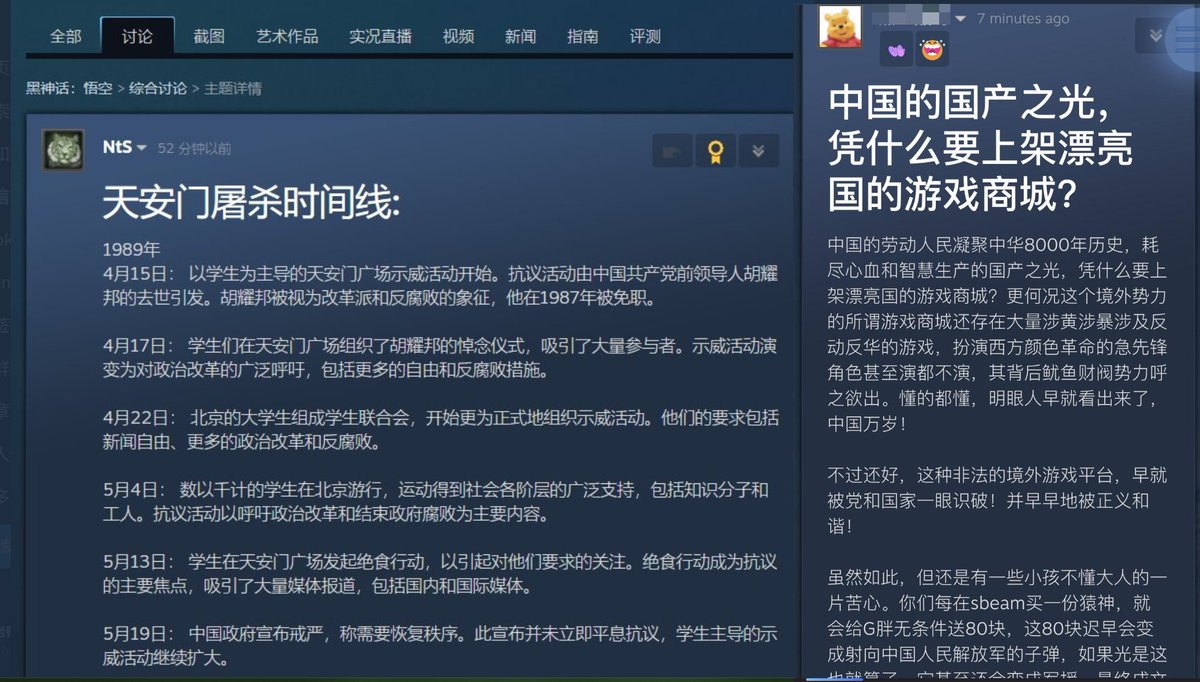 全部 讨论 截图 艺术作品 实况直播 视频 新闻 指南 评测
黑神话：悟空 > 综合讨论 > 主题详情
NtS 52 分钟以前
天安门屠杀时间线:
1989年
4月15日： 以学生为主导的天安门广场示威活动开始。抗议活动由中国共产党前领导人胡耀
邦的去世引发。胡耀邦被视为改革派和反腐败的象征，他在1987年被免职。
4月17日： 学生们在天安门广场组织了胡耀邦的悼念仪式，吸引了大量参与者。示威活动演
变为对政治改革的广泛呼吁，包括更多的自由和反腐败措施。
4月22日： 北京的大学生组成学生联合会，开始更为正式地组织示威活动。他们的要求包括
新闻自由、更多的政治改革和反腐败。
5月4日： 数以千计的学生在北京游行，运动得到社会各阶层的广泛支持，包括知识分子和
工人。抗议活动以呼吁政治改革和结束政府腐败为主要内容。
5月13日： 学生在天安门广场发起绝食行动，以引起对他们要求的关注。绝食行动成为抗议
的主要焦点，吸引了大量媒体报道，包括国内和国际媒体。
5月19日： 中国政府宣布戒严，称需要恢复秩序。此宣布并未立即平息抗议，学生主导的示
威活动继续扩大。
7 minutes ago
中国的国产之光，
凭什么要上架漂亮
国的游戏商城？
中国的劳动人民凝聚中华8000年历史，耗
尽心血和智慧生产的国产之光，凭什么要上
架漂亮国的游戏商城？更何况这个境外势力
的所谓游戏商城还存在大量涉黄涉暴涉及反
动反华的游戏，扮演西方颜色革命的急先锋
角色甚至演都不演，其背后鱿鱼财阀势力呼
之欲出。懂的都懂，明眼人早就看出来了，
中国万岁！
不过还好，这种非法的境外游戏平台，早就
被党和国家一眼识破！并早早地被正义和
谐！
虽然如此，但还是有一些小孩不懂大人的一
片苦心。你们每在sbeam买一份猿神，就
会给G胖无条件送80块，这80块迟早会变
成射向中国人民解放军的子弹，如果光是这